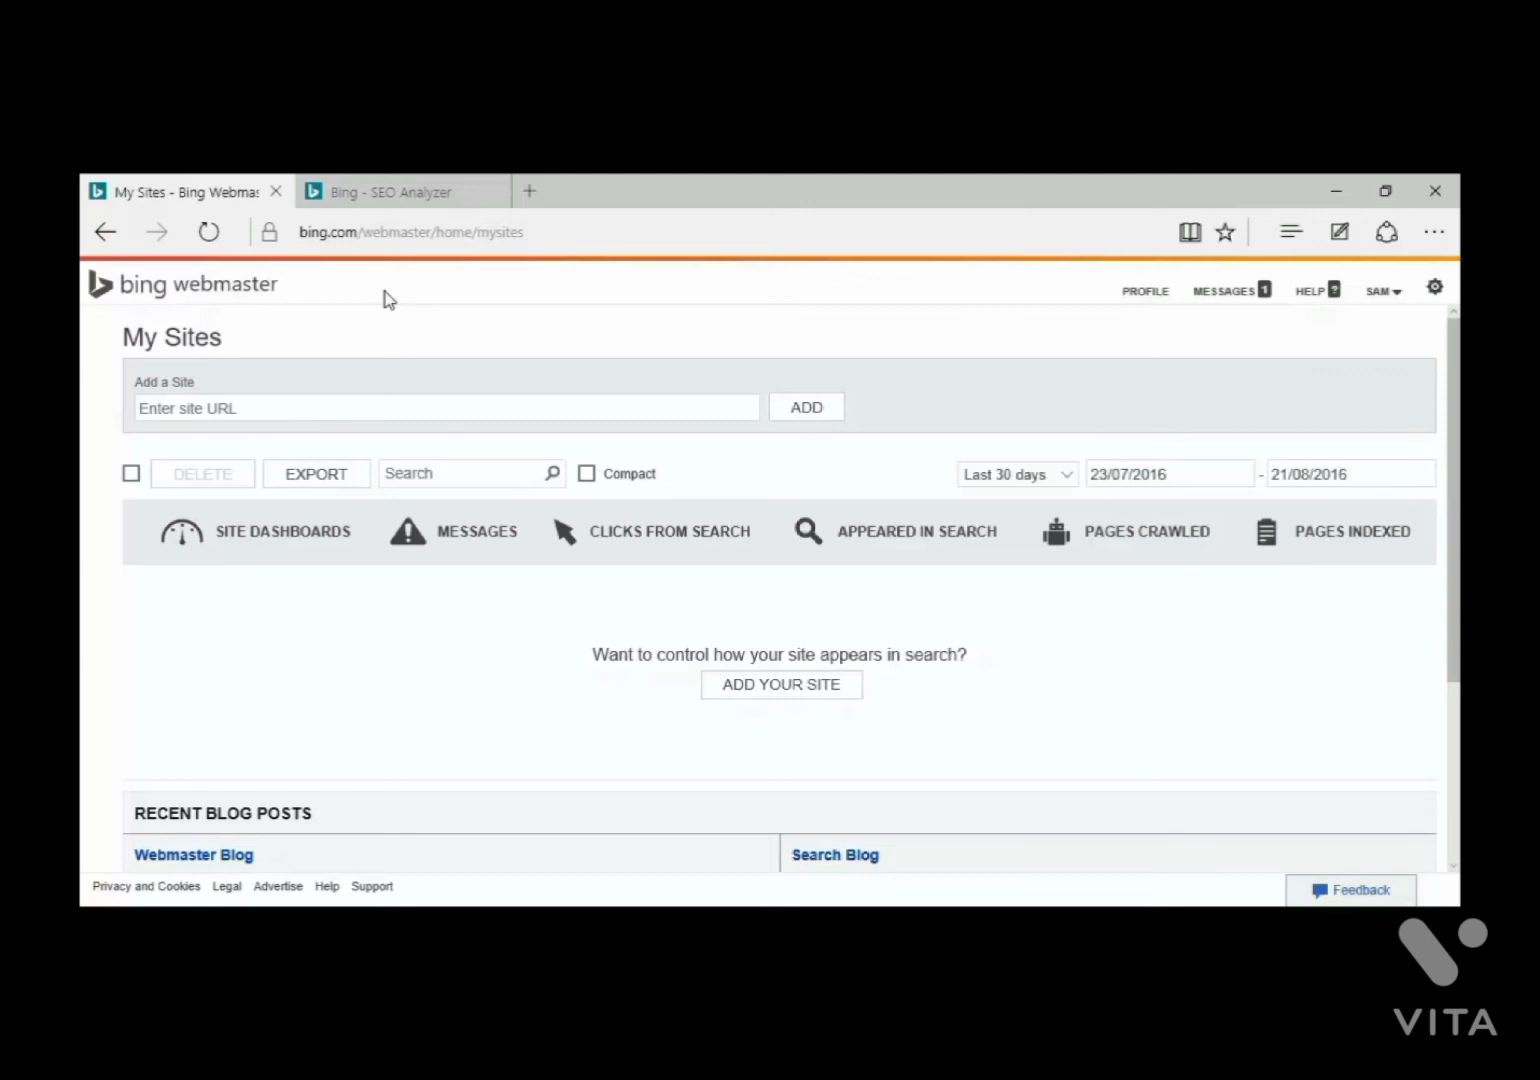 My Sites - Bing Webmas
Bing - SEO Analyzer
bing.com/webmaster/home/mysites
bing webmaster
PROFILE MESSAGES 1 HELP ? SAM
My Sites
Add a Site
Enter site URL ADD
DELETE EXPORT Search Compact Last 30 days 23/07/2016 - 21/08/2016
SITE DASHBOARDS MESSAGES CLICKS FROM SEARCH APPEARED IN SEARCH PAGES CRAWLED PAGES INDEXED
Want to control how your site appears in search?
ADD YOUR SITE
RECENT BLOG POSTS
Webmaster Blog Search Blog
Privacy and Cookies Legal Advertise Help Support Feedback
VITA